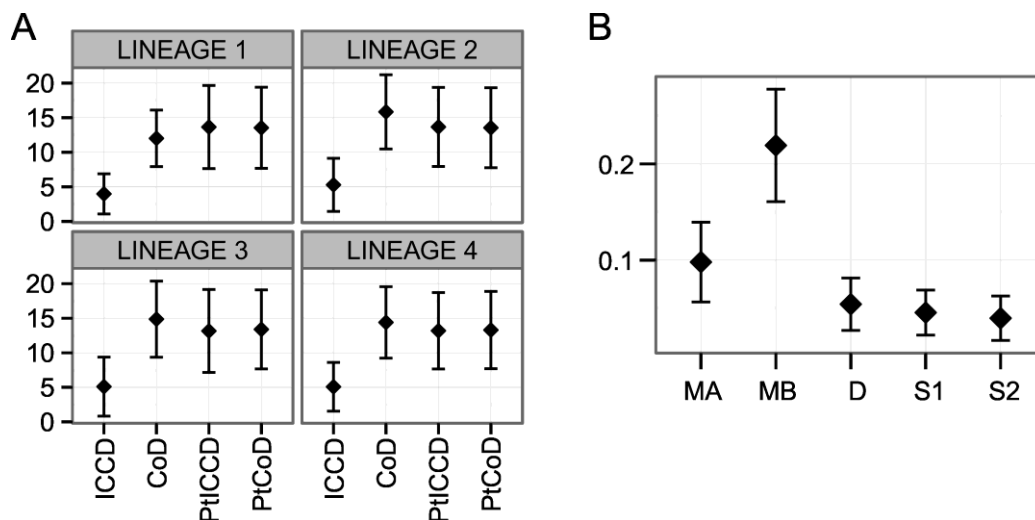 A
LINEAGE 1
LINEAGE 2
20
15
10
5
0
LINEAGE 3
LINEAGE 4
20
15
10
5
0
ICCD
CoD
PtICCD
PtCoD
ICCD
CoD
PtICCD
PtCoD
B
0.2
0.1
MA MB D S1 S2